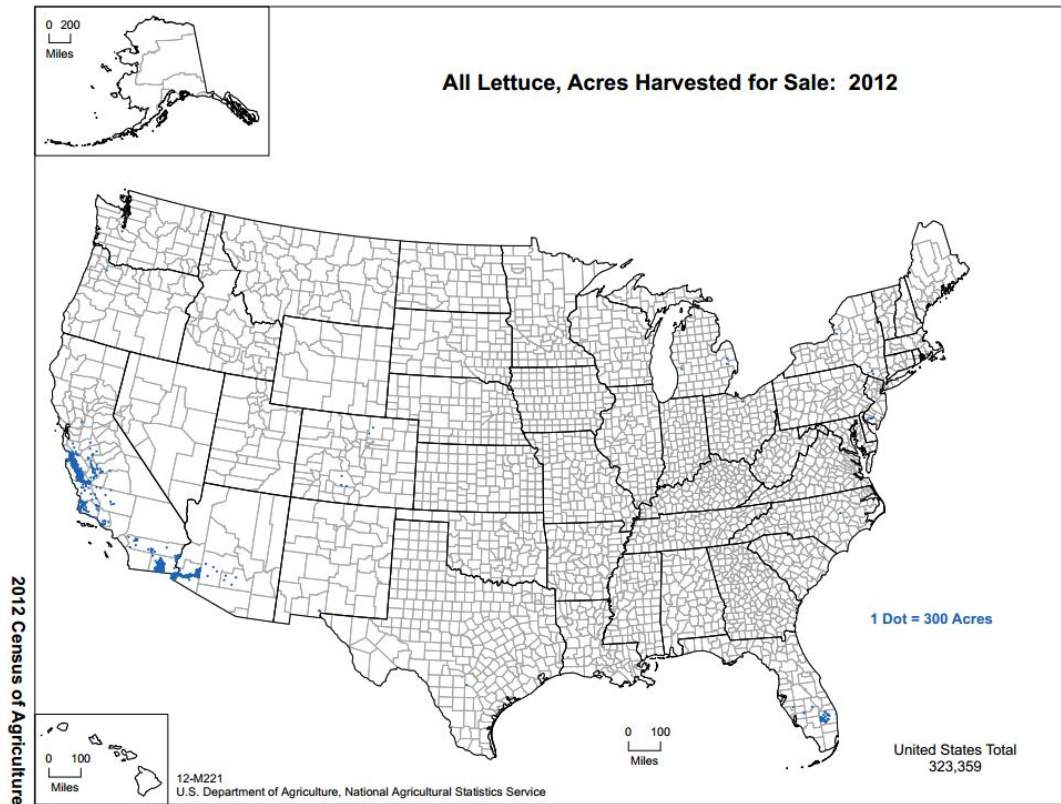 0 200
Miles
All Lettuce, Acres Harvested for Sale: 2012
1 Dot = 300 Acres
0 100
Miles
0 100
Miles
United States Total
323,359
12-M221
U.S. Department of Agriculture, National Agricultural Statistics Service
2012 Census of Agriculture